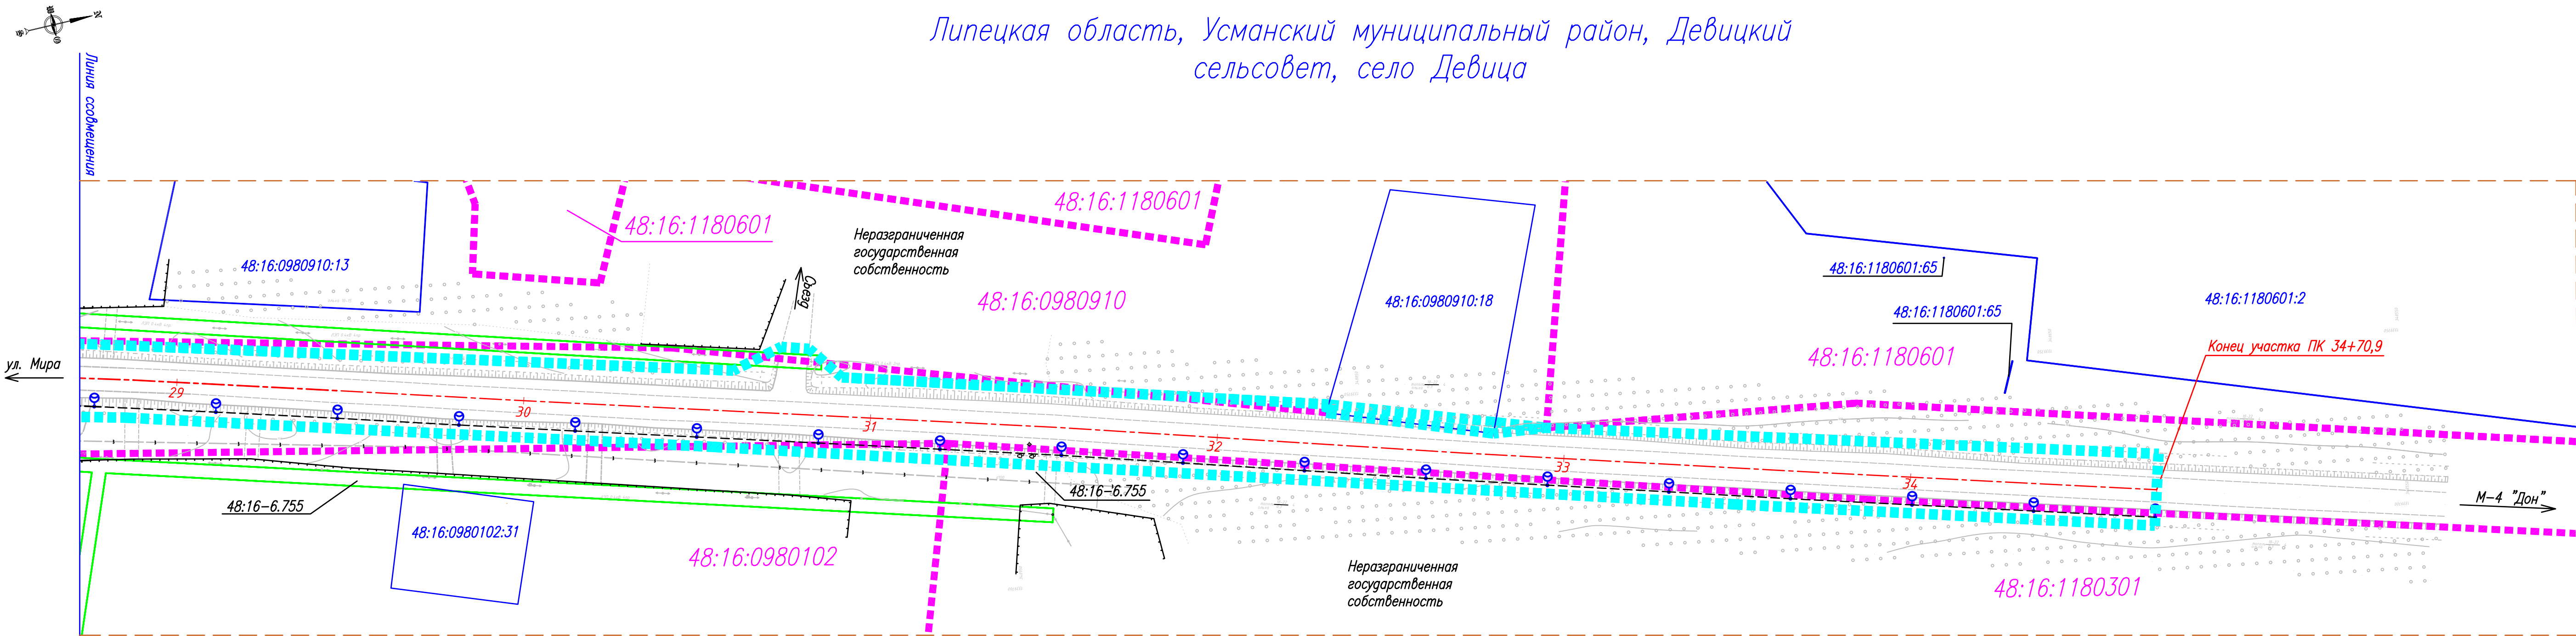 Липецкая область, Усманский муниципальный район, Девицкий
сельсовет, село Девица
Линия ссовмещения
48:16:1180601
48:16:1180601
Неразграниченная
государственная
собственность
48:16:0980910:13
Съезд
48:16:0980910
48:16:0980910:18
48:16:1180601:65
48:16:1180601:2
48:16:1180601:65
48:16:1180601
Конец участка ПК 34+70,9
ул. Мира
29
30
31
32
33
34
М-4 "Дон"
48:16-6.755
48:16-6.755
48:16:0980102:31
48:16:0980102
Неразграниченная
государственная
собственность
48:16:1180301